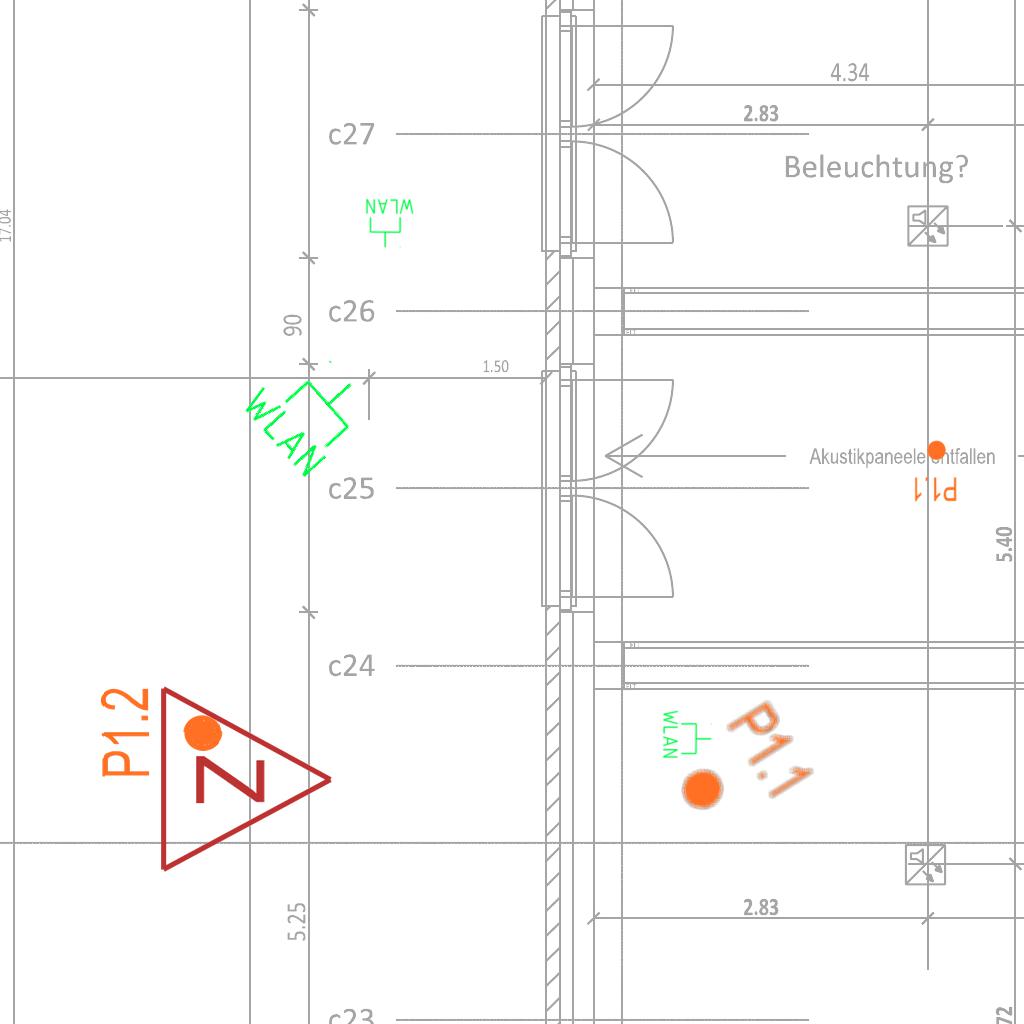 4.34
2.83
c27
Beleuchtung?
WLAN
17.04
c26
90
1.50
WLAN
Akustikpaneele entfallen
c25
P1.1
5.40
c24
P1.2
N
WLAN
P1.1
5.25
2.83
c23
72